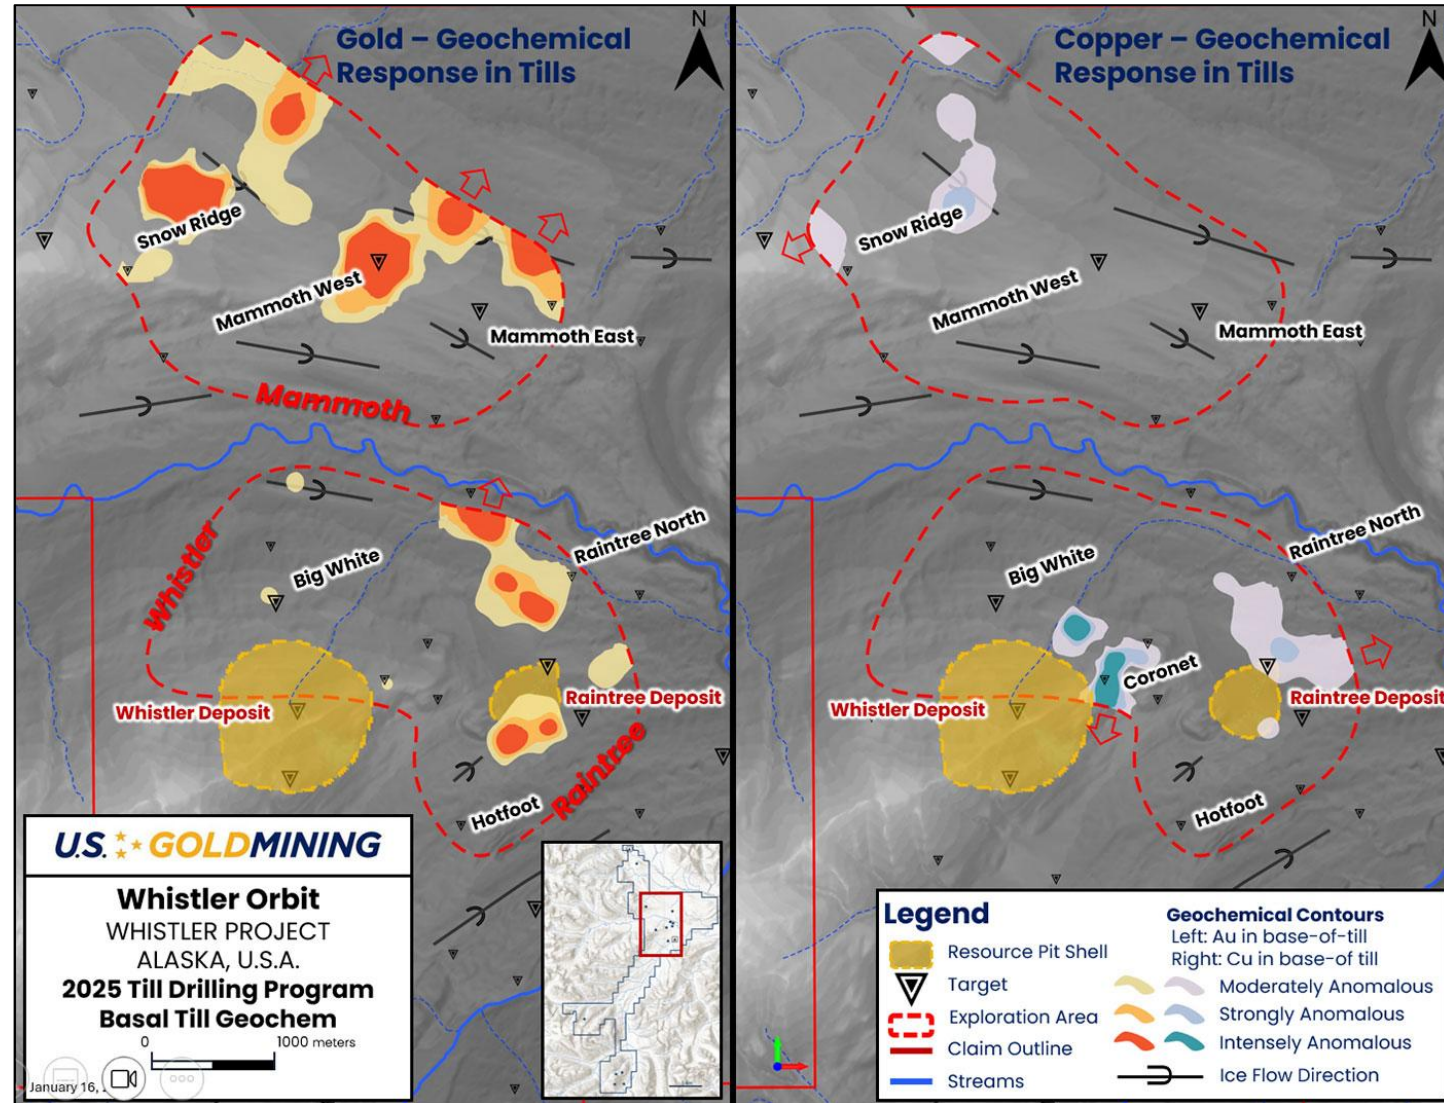 Gold – Geochemical
Response in Tills
N
Snow Ridge
Mammoth West
Mammoth East
Mammoth
Whistler
Big White
Raintree North
Whistler Deposit
Raintree Deposit
Raintree
Hotfoot
U.S. GOLDMINING
Whistler Orbit
WHISTLER PROJECT
ALASKA, U.S.A.
2025 Till Drilling Program
Basal Till Geochem
0 1000 meters
January 16,
Copper – Geochemical
Response in Tills
N
Snow Ridge
Mammoth West
Mammoth East
Big White
Raintree North
Coronet
Whistler Deposit
Raintree Deposit
Hotfoot
Legend
Resource Pit Shell
Target
Exploration Area
Claim Outline
Streams
Geochemical Contours
Left: Au in base-of-till
Right: Cu in base-of till
Moderately Anomalous
Strongly Anomalous
Intensely Anomalous
Ice Flow Direction